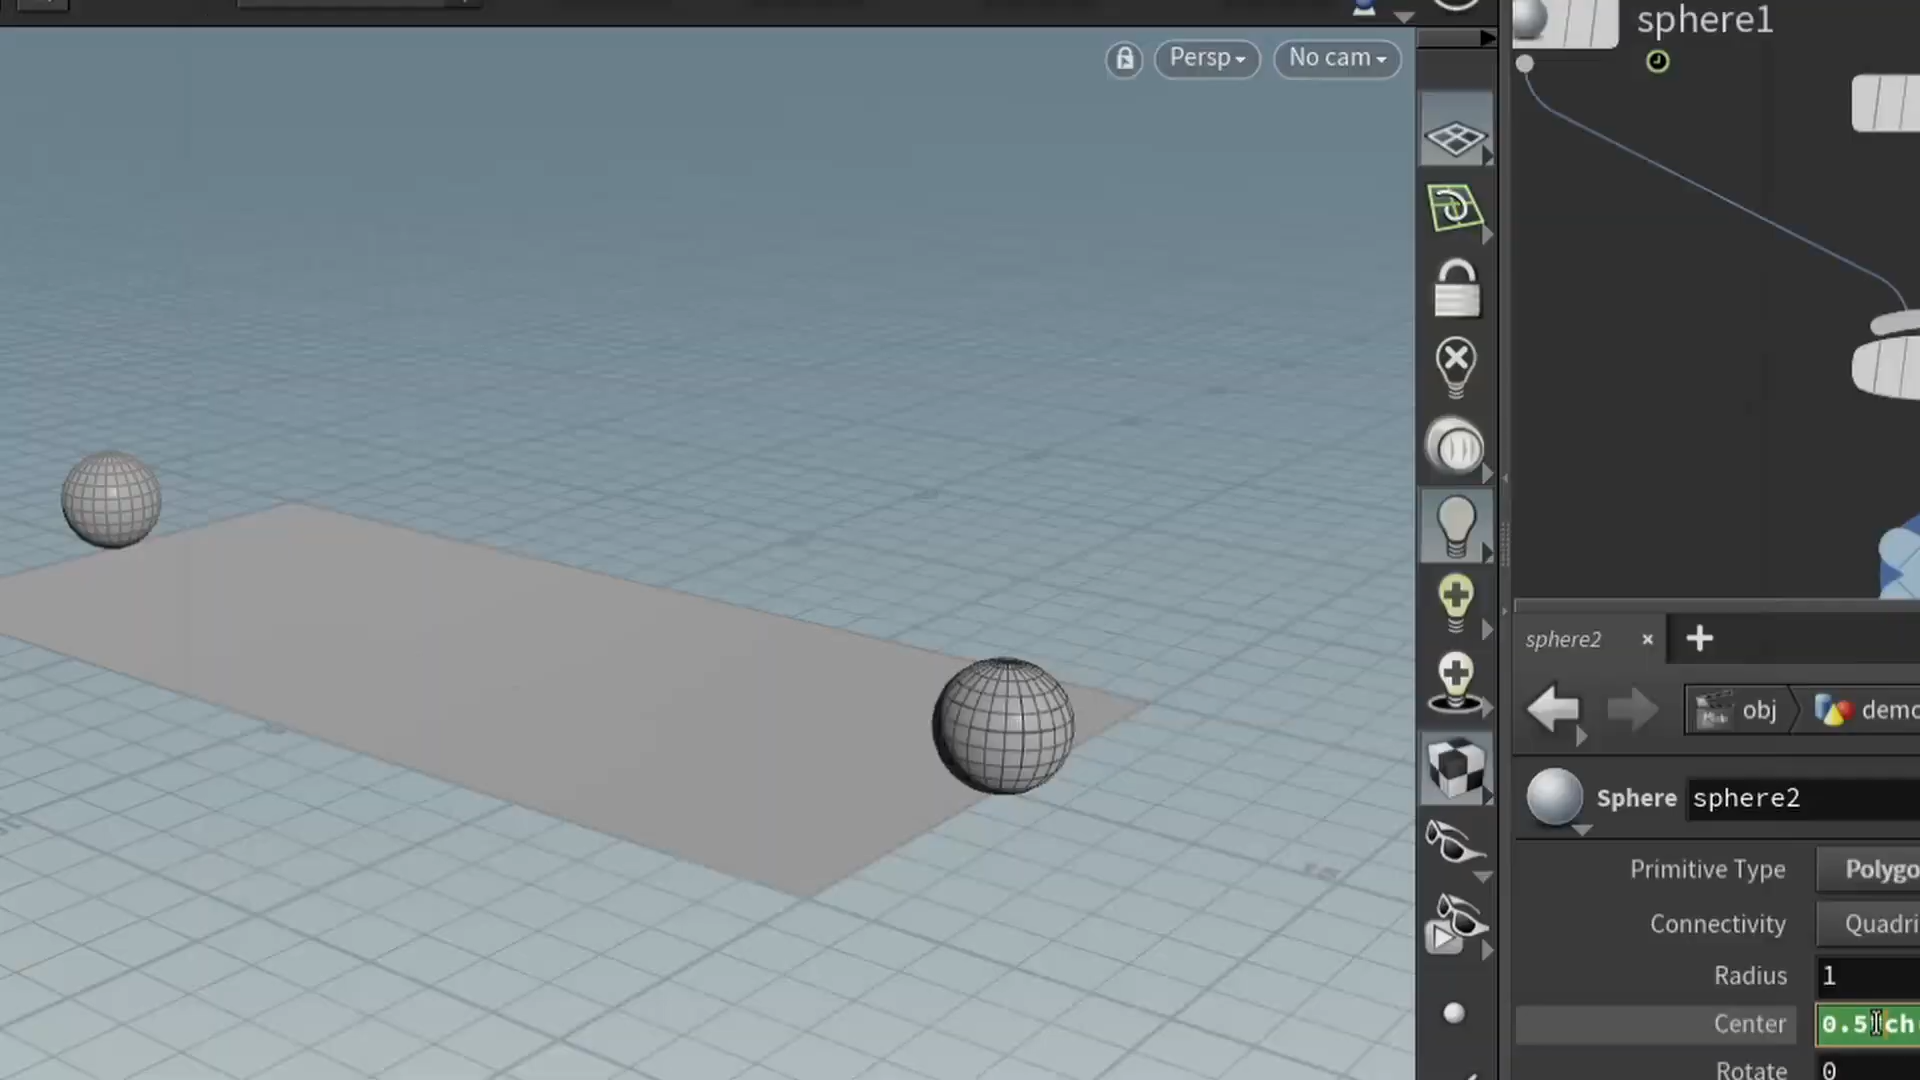 Persp
No cam
sphere1
sphere2
obj
demo
Sphere
sphere2
Primitive Type
Polygo
Connectivity
Quadri
Radius
1
Center
0.5*ch
Rotate
0